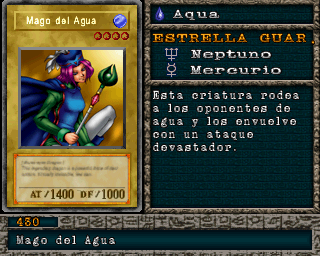 Mago del Agua
AT/1400 DF/1000
Aqua
ESTRELLA GUAR.
Neptuno
Mercurio
Esta criatura rodea
a los oponentes de
agua y los envuelve
con un ataque
devastador.
430
Mago del Agua